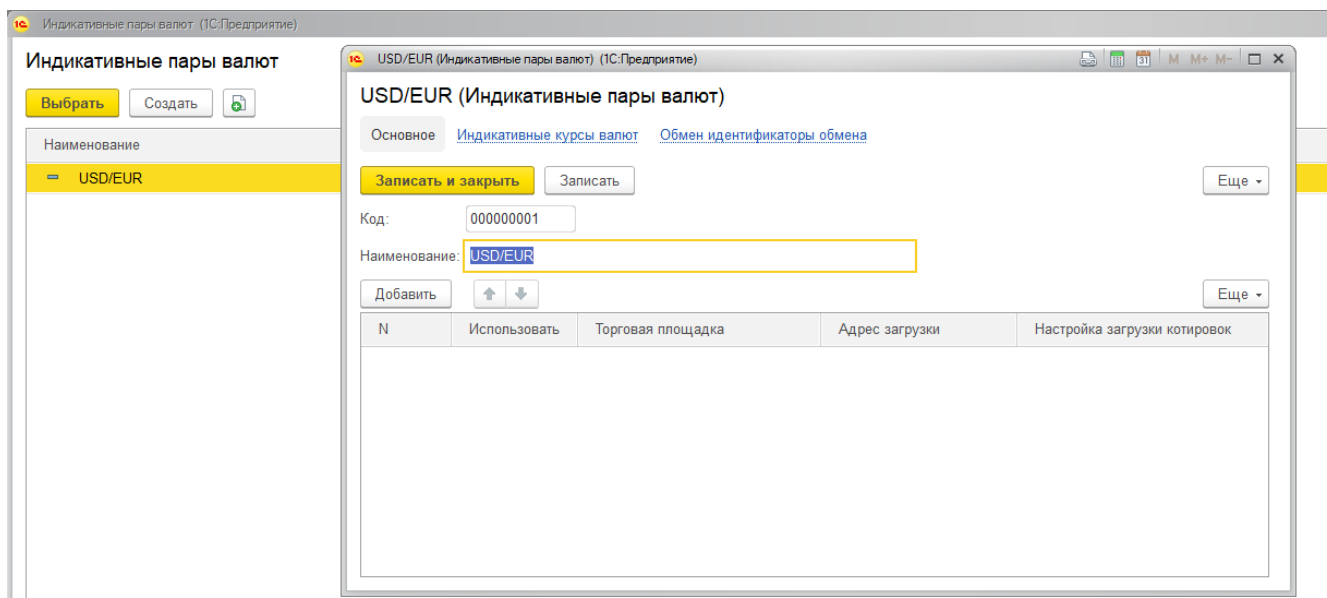 Индикативные пары валют (1С:Предприятие)
Индикативные пары валют
Выбрать Создать
Наименование
USD/EUR
USD/EUR (Индикативные пары валют) (1С:Предприятие) M M+ M-
USD/EUR (Индикативные пары валют)
Основное Индикативные курсы валют Обмен идентификаторы обмена
Записать и закрыть Записать Еще
Код: 000000001
Наименование: USD/EUR
Добавить Еще
N Использовать Торговая площадка Адрес загрузки Настройка загрузки котировок